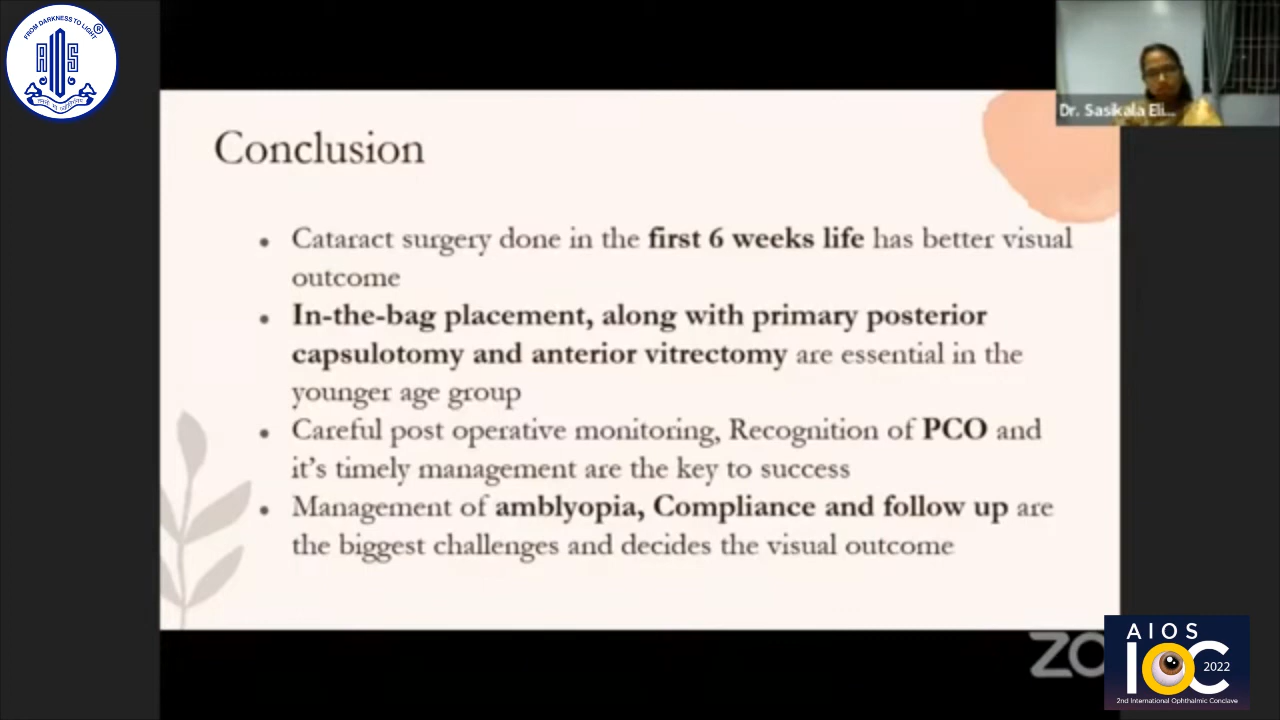 FROM DARKNESS TO LIGHT
®
AIOS
Dr. Sasikala Eli...
Conclusion
• Cataract surgery done in the first 6 weeks life has better visual
outcome
• In-the-bag placement, along with primary posterior
capsulotomy and anterior vitrectomy are essential in the
younger age group
• Careful post operative monitoring, Recognition of PCO and
it's timely management are the key to success
• Management of amblyopia, Compliance and follow up are
the biggest challenges and decides the visual outcome
ZO
AIOS
IOC
2022
2nd International Ophthalmic Conclave